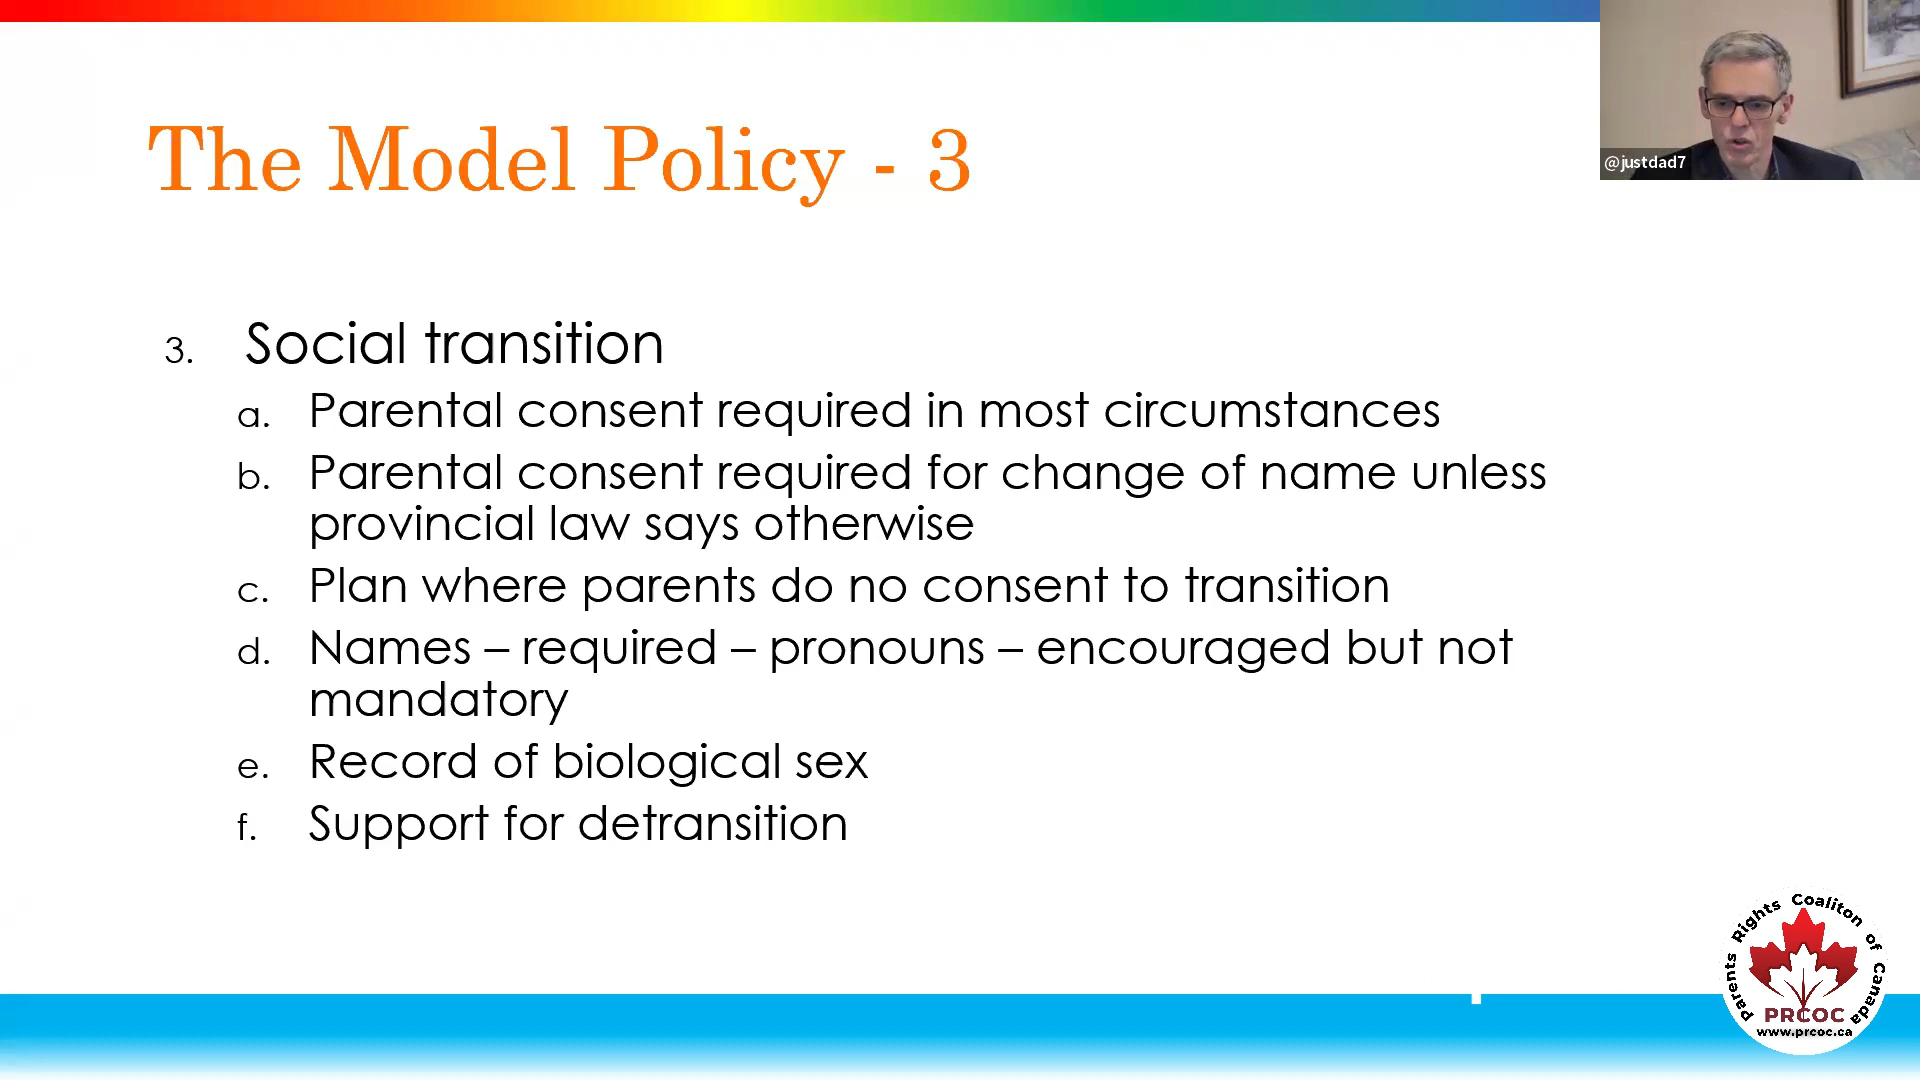 The Model Policy - 3
@justdad7
3. Social transition
a. Parental consent required in most circumstances
b. Parental consent required for change of name unless
provincial law says otherwise
c. Plan where parents do no consent to transition
d. Names – required – pronouns – encouraged but not
mandatory
e. Record of biological sex
f. Support for detransition
Parents Rights Coaliton of Canada
PRCOC
www.prcoc.ca